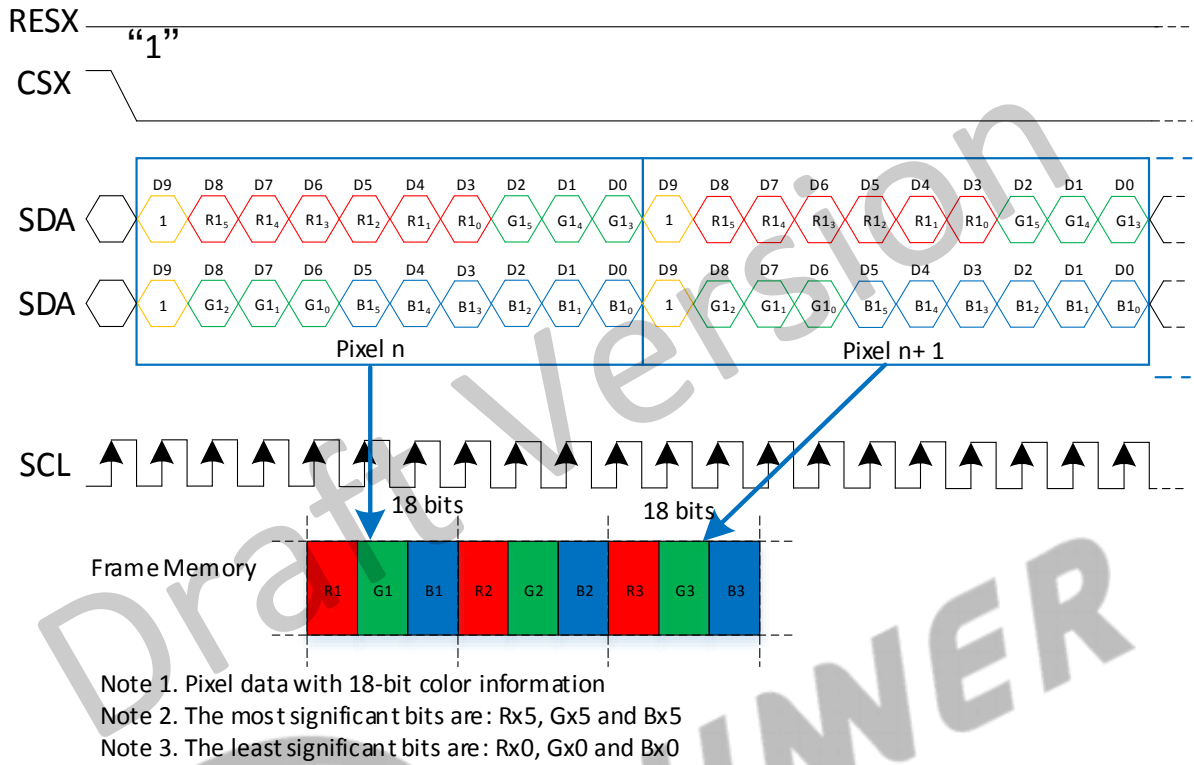 RESX
“1”
CSX
D9 D8 D7 D6 D5 D4 D3 D2 D1 D0 D9 D8 D7 D6 D5 D4 D3 D2 D1 D0
SDA 1 R1₅ R1₄ R1₃ R1₂ R1₁ R1₀ G1₅ G1₄ G1₃ 1 R1₅ R1₄ R1₃ R1₂ R1₁ R1₀ G1₅ G1₄ G1₃
D9 D8 D7 D6 D5 D4 D3 D2 D1 D0 D9 D8 D7 D6 D5 D4 D3 D2 D1 D0
SDA 1 G1₂ G1₁ G1₀ B1₅ B1₄ B1₃ B1₂ B1₁ B1₀ 1 G1₂ G1₁ G1₀ B1₅ B1₄ B1₃ B1₂ B1₁ B1₀
Pixel n Pixel n+ 1
SCL
18 bits 18 bits
Frame Memory
R1 G1 B1 R2 G2 B2 R3 G3 B3
Note 1. Pixel data with 18-bit color information
Note 2. The most significant bits are: Rx5, Gx5 and Bx5
Note 3. The least significant bits are: Rx0, Gx0 and Bx0
Draft Version